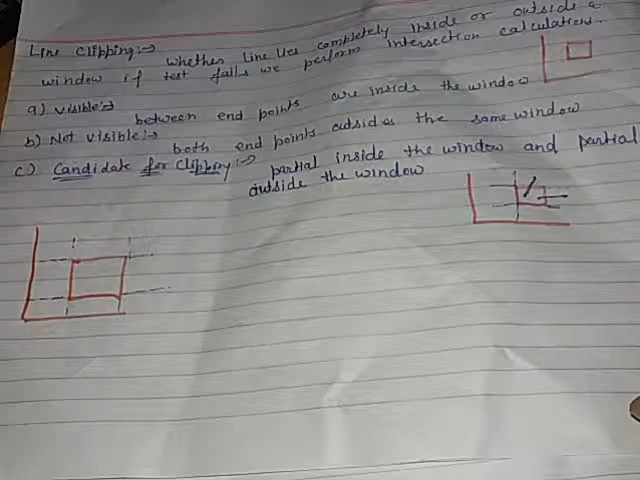 Line Clipping:→ whether line lies completely inside or outside a
window if test fails we perform intersection calculations.
a) Visible:→ between end points are inside the window
b) Not visible:→ both end points outsides the same window
c) Candidate for clipping:→ partial inside the window and partial
outside the window